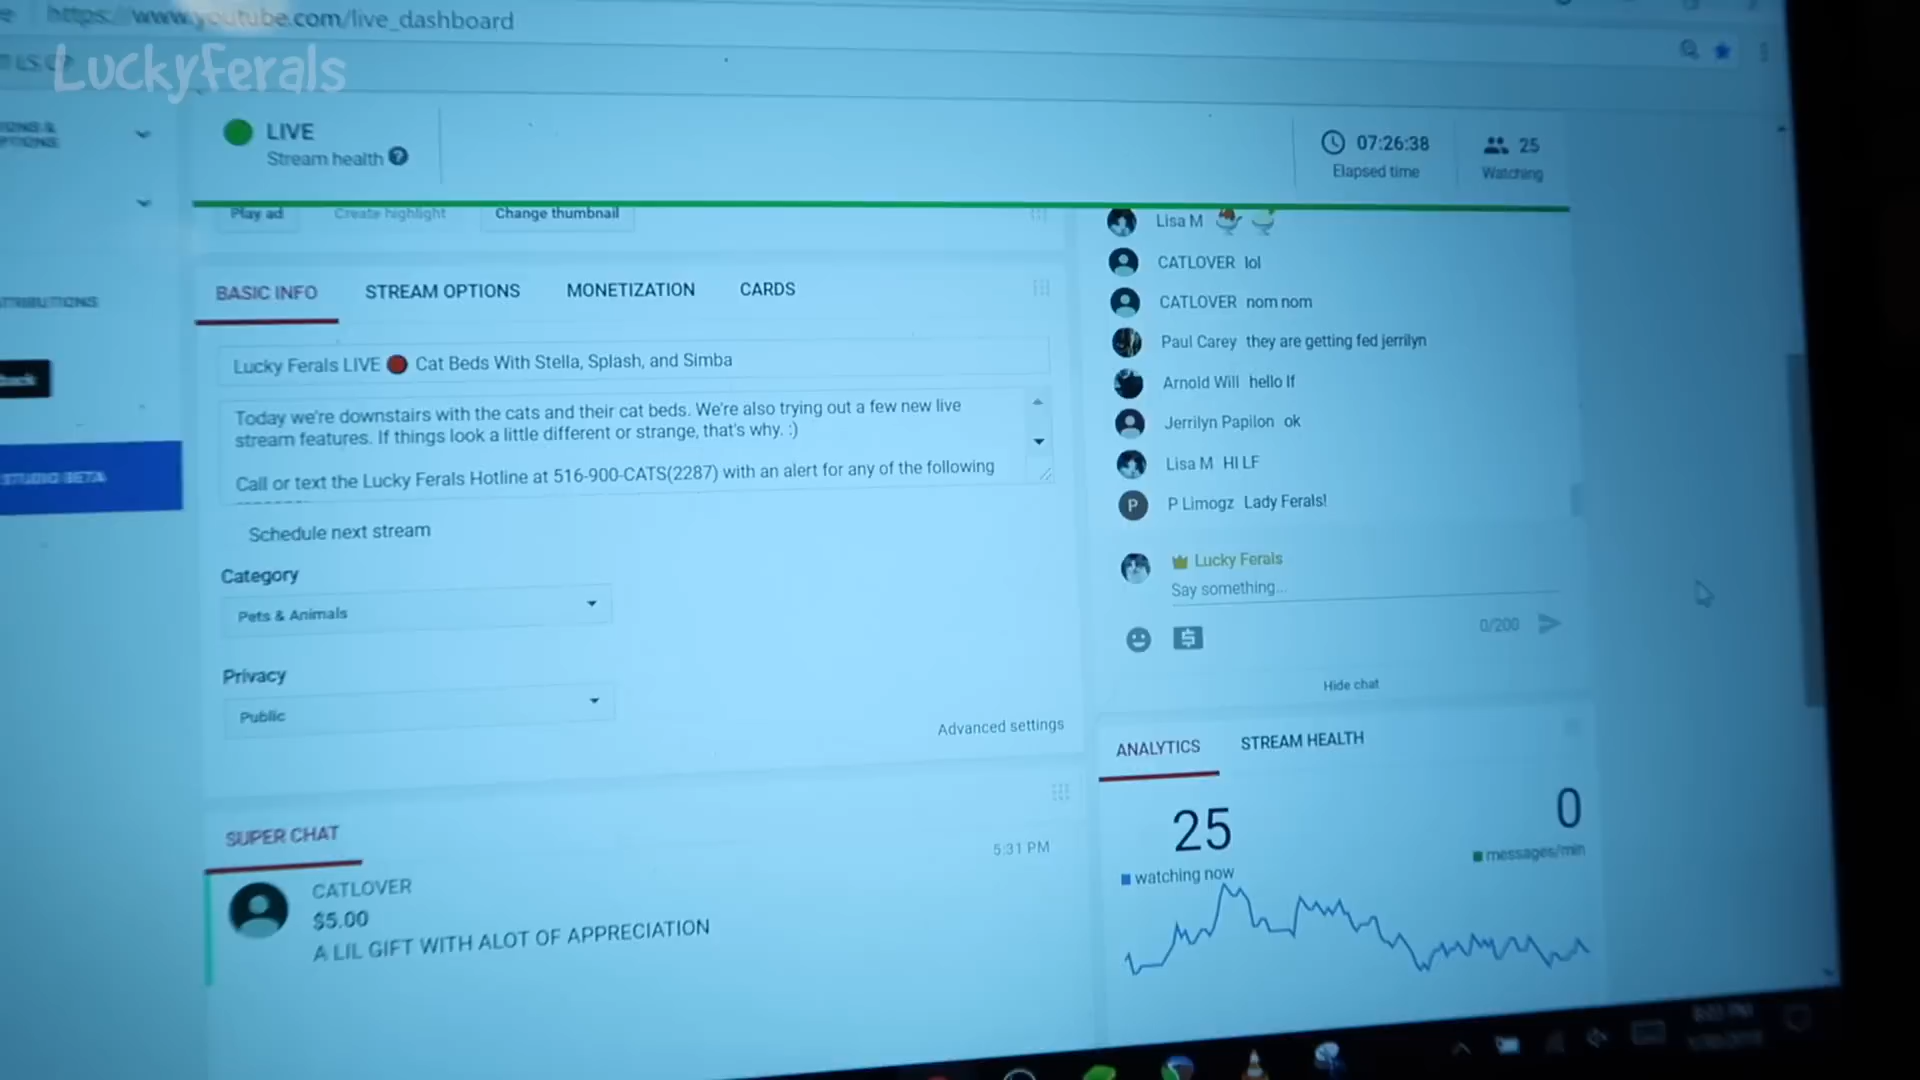 https://www.youtube.com/live_dashboard
LuckyFerals
LIVE
Stream health
07:26:38
Elapsed time
25
Watching
Play ad
Create highlight
Change thumbnail
BASIC INFO
STREAM OPTIONS
MONETIZATION
CARDS
Lucky Ferals LIVE 🔴 Cat Beds With Stella, Splash, and Simba
Today we're downstairs with the cats and their cat beds. We're also trying out a few new live
stream features. If things look a little different or strange, that's why. :)
Call or text the Lucky Ferals Hotline at 516-900-CATS(2287) with an alert for any of the following
Schedule next stream
Category
Pets & Animals
Privacy
Public
Advanced settings
SUPER CHAT
5:31 PM
CATLOVER
$5.00
A LIL GIFT WITH ALOT OF APPRECIATION
Lisa M
CATLOVER lol
CATLOVER nom nom
Paul Carey they are getting fed jerrilyn
Arnold Will hello lf
Jerrilyn Papilon ok
Lisa M HI LF
P P Limogz Lady Ferals!
Lucky Ferals
Say something...
0/200
Hide chat
ANALYTICS
STREAM HEALTH
25
watching now
0
messages/min
STUDIO BETA